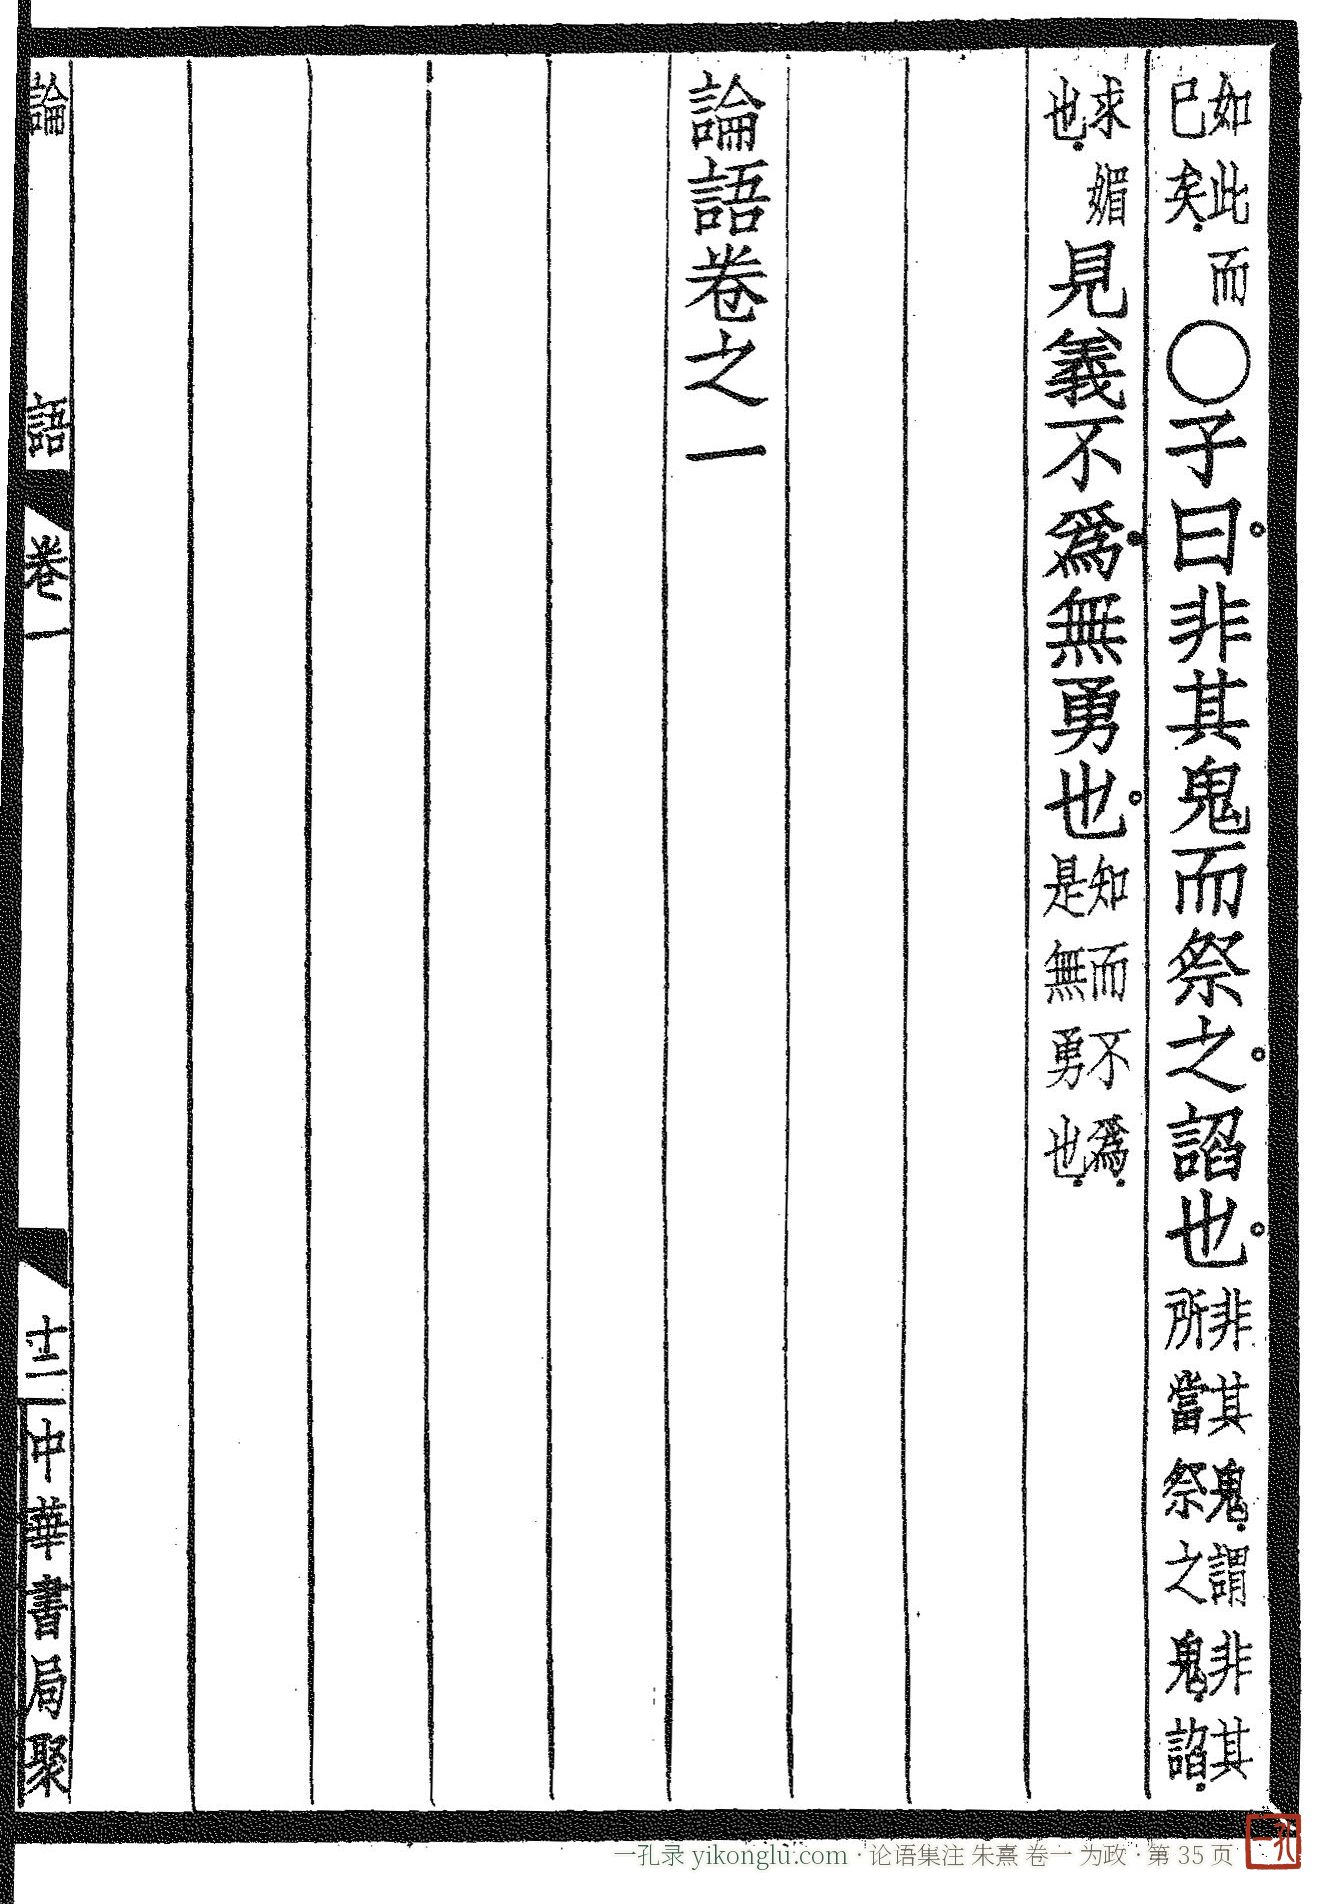 如此而
已矣
〇子曰非其鬼而祭之諂也
非其鬼謂非其
所當祭之鬼諂
求媚
也
見義不爲無勇也
知而不爲
是無勇也
論語卷之一
論語
卷一
十二
中華書局聚
一孔录 yikonglu.com · 论语集注 朱熹 卷一 为政 · 第 35 页
一孔